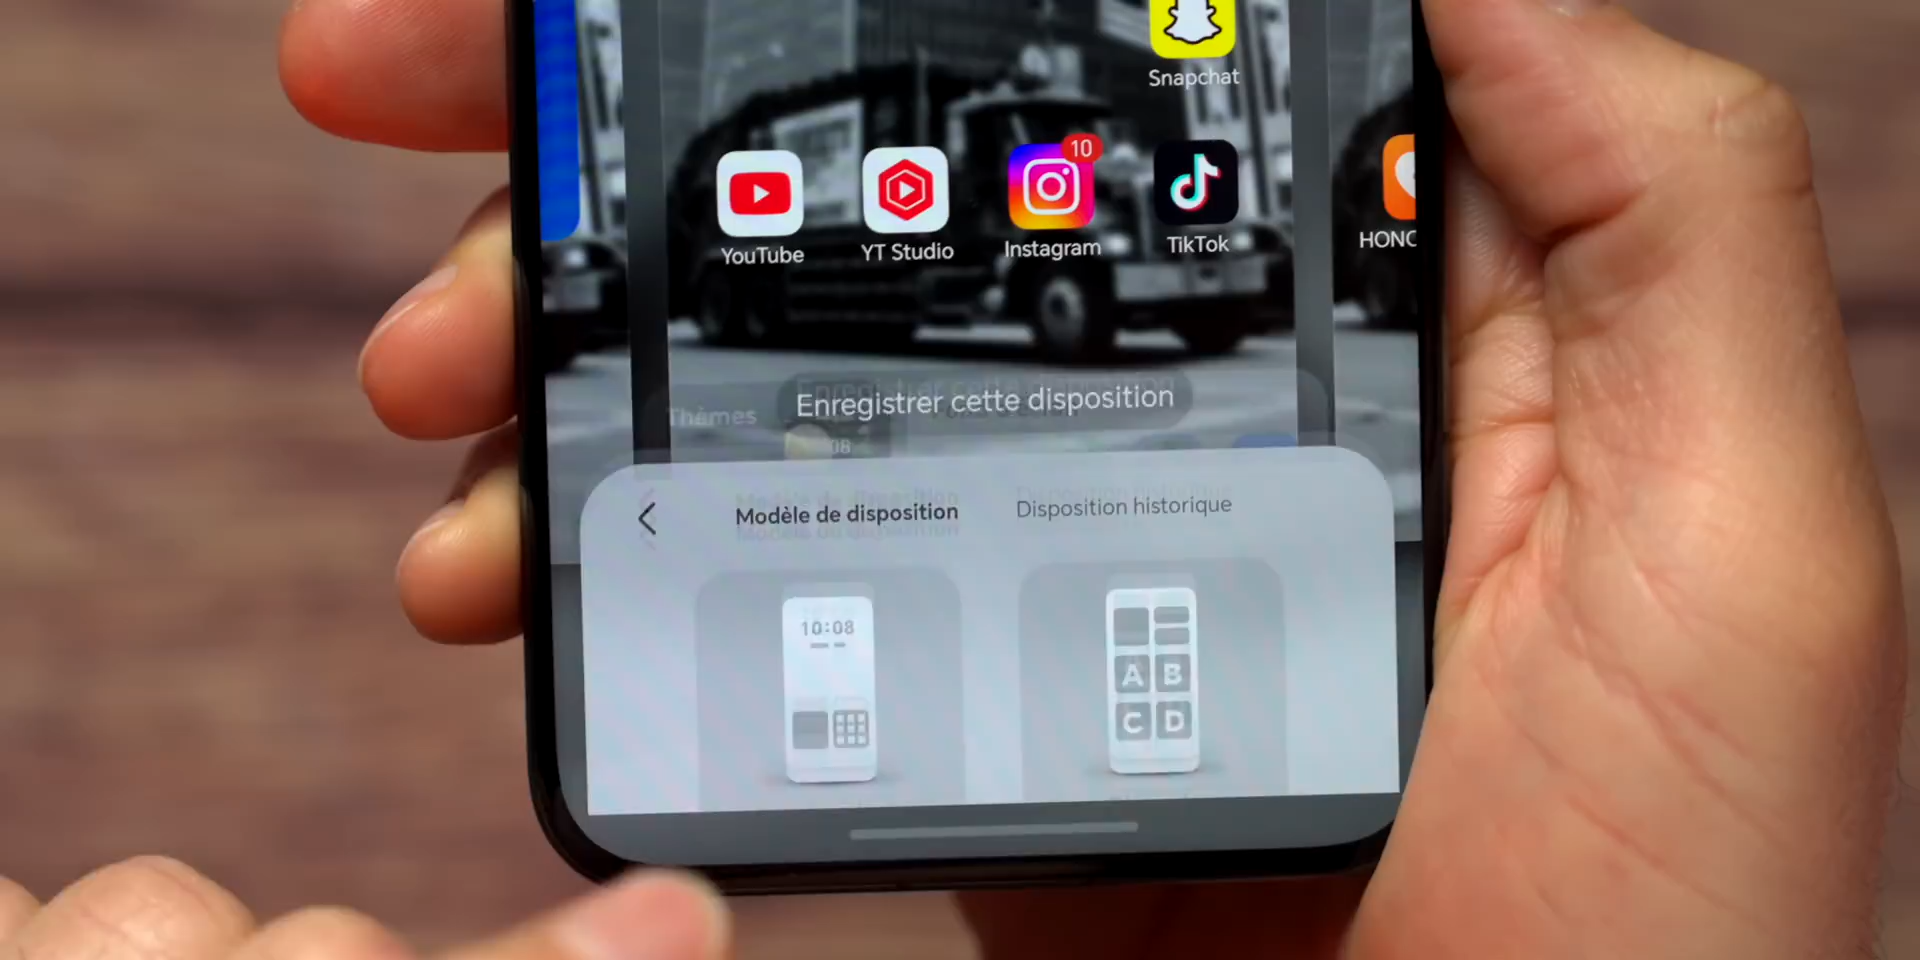 Snapchat
10
YouTube
YT Studio
Instagram
TikTok
HONO
Thèmes
Enregistrer cette disposition
08
Modèle de disposition
Disposition historique
10:08
A B
C D